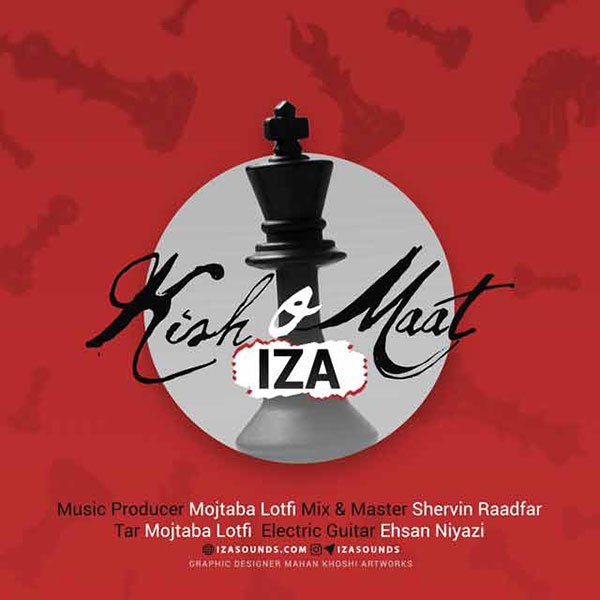 Kish o Maat
IZA
Music Producer Mojtaba Lotfi Mix & Master Shervin Raadfar
Tar Mojtaba Lotfi Electric Guitar Ehsan Niyazi
IZASOUNDS.COM IZASOUNDS
GRAPHIC DESIGNER MAHAN KHOSHI ARTWORKS